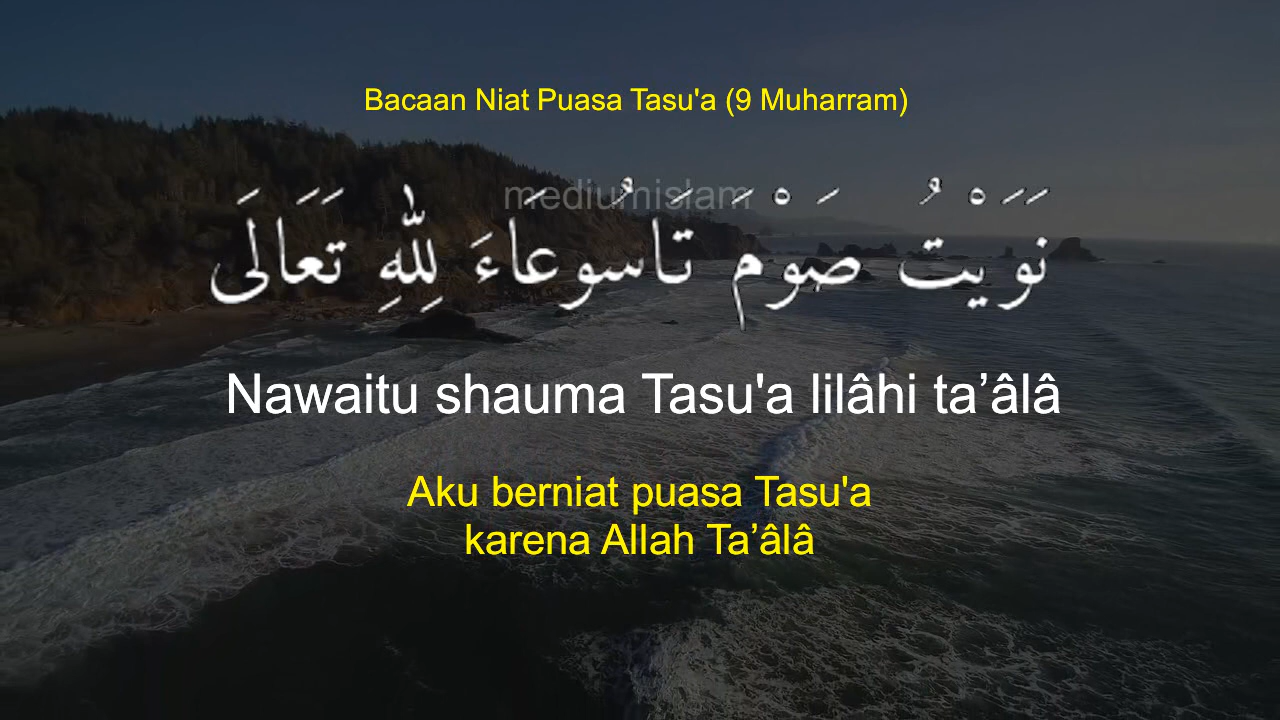 Bacaan Niat Puasa Tasu'a (9 Muharram)
mediumislam
نَوَيْتُ صَوْمَ تَاسُوعَاءَ لِلّٰهِ تَعَالَى
Nawaitu shauma Tasu'a lilâhi ta’âlâ
Aku berniat puasa Tasu'a
karena Allah Ta’âlâ